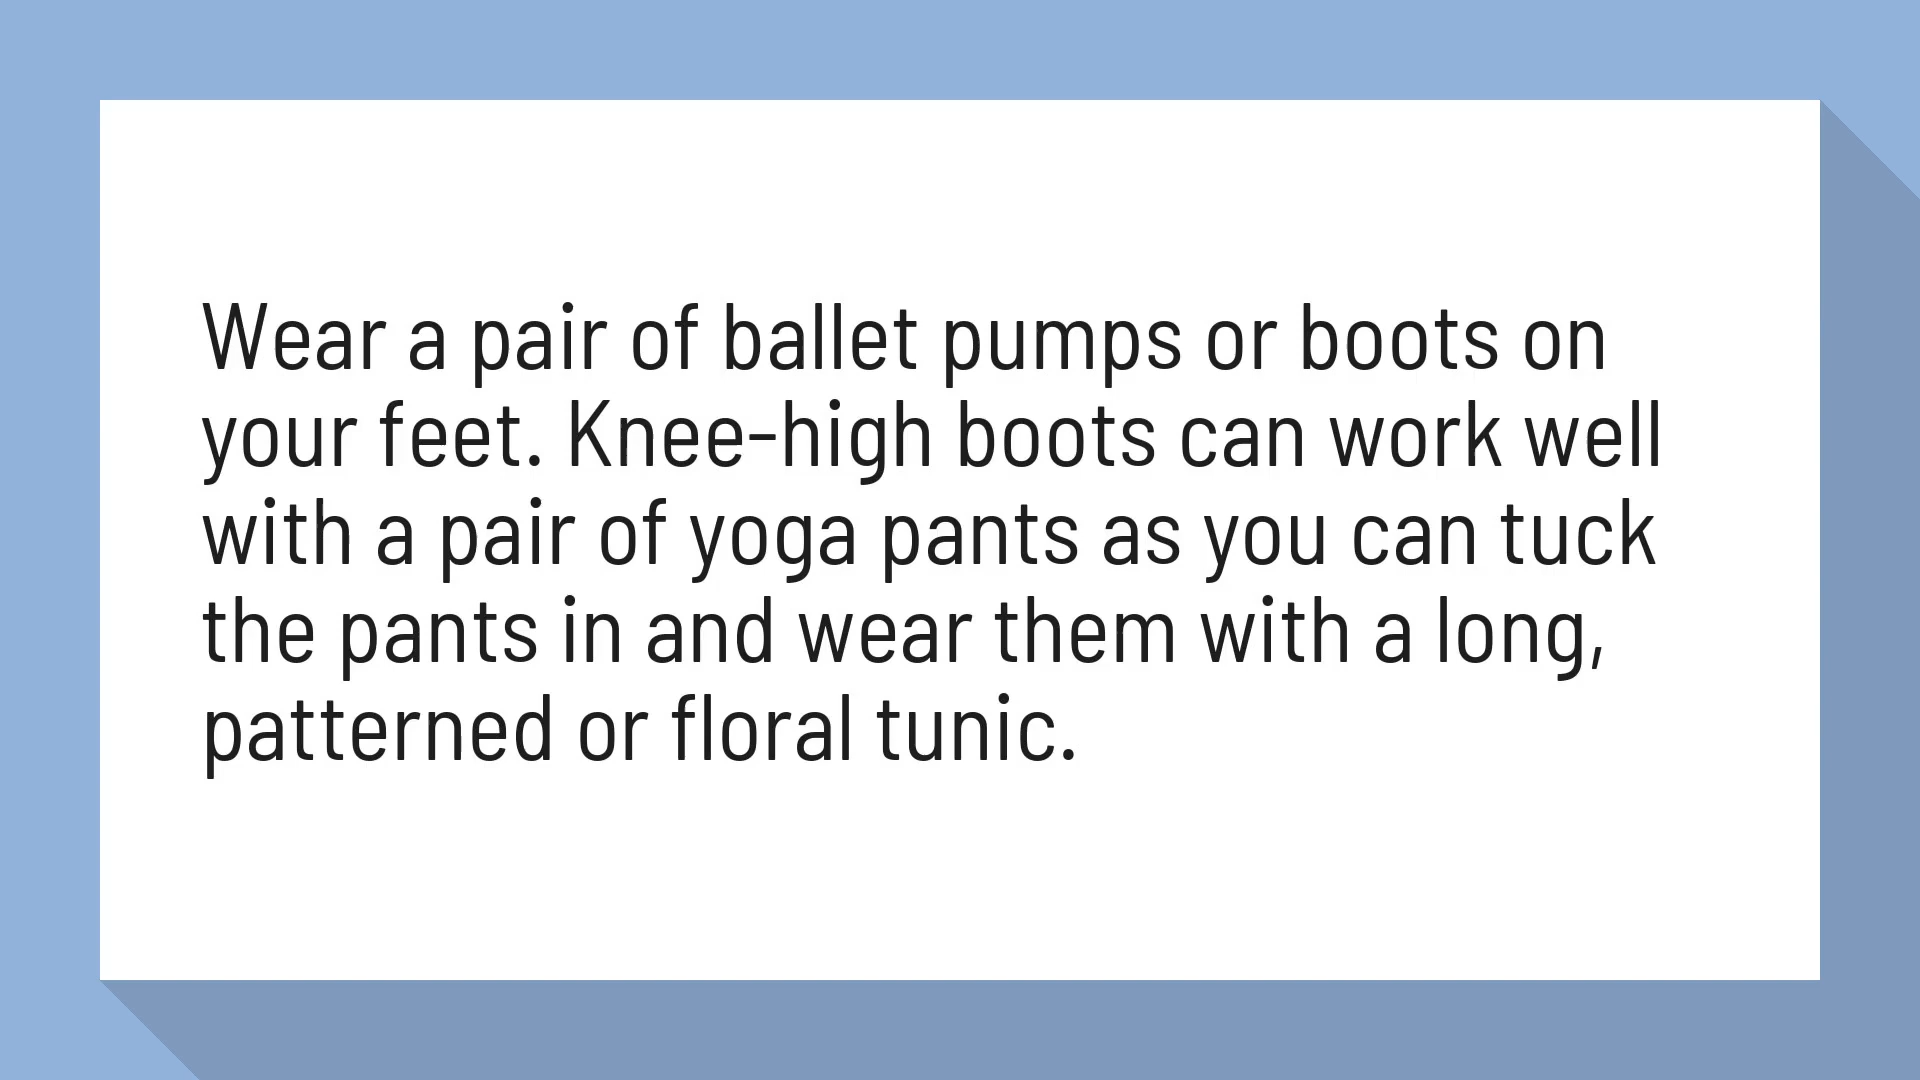 Wear a pair of ballet pumps or boots on
your feet. Knee-high boots can work well
with a pair of yoga pants as you can tuck
the pants in and wear them with a long,
patterned or floral tunic.